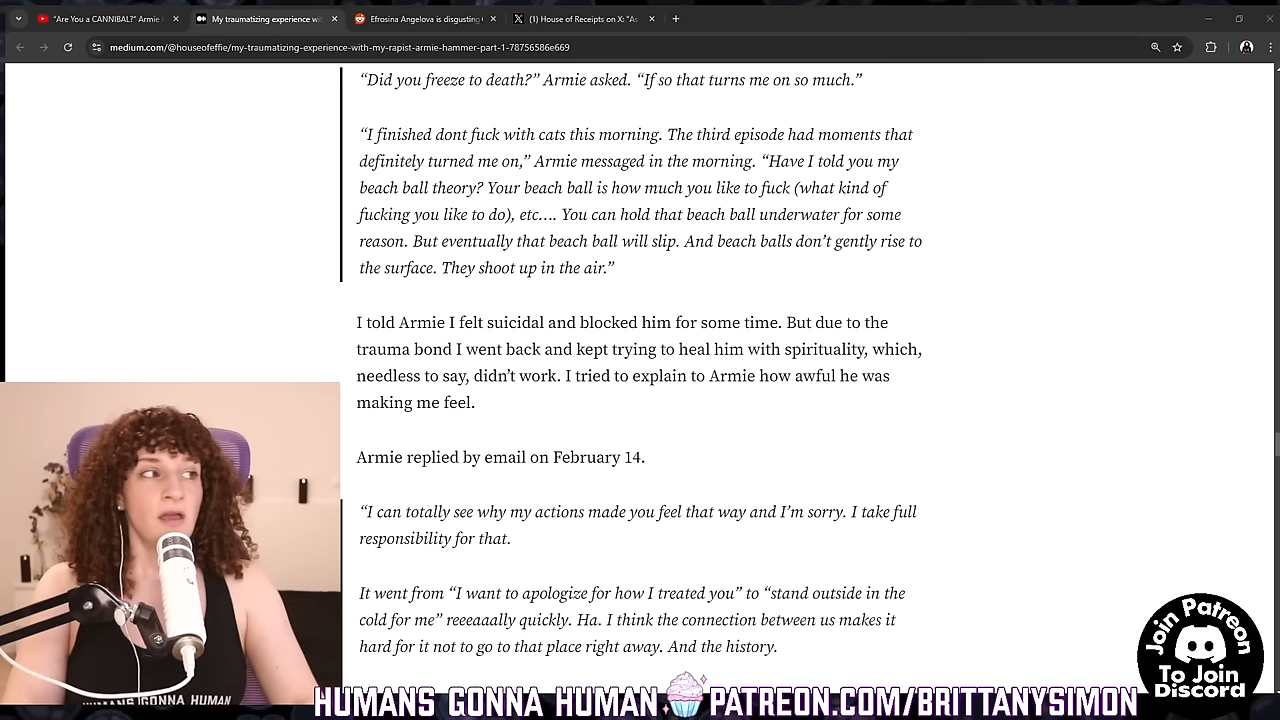 "Are You a CANNIBAL?" Armie
My traumatizing experience wi
Efrosina Angelova is disgusting
(1) House of Receipts on X: "As
medium.com/@houseofeffie/my-traumatizing-experience-with-my-rapist-armie-hammer-part-1-78756586e669
“Did you freeze to death?” Armie asked. “If so that turns me on so much.”
“I finished dont fuck with cats this morning. The third episode had moments that
definitely turned me on,” Armie messaged in the morning. “Have I told you my
beach ball theory? Your beach ball is how much you like to fuck (what kind of
fucking you like to do), etc…. You can hold that beach ball underwater for some
reason. But eventually that beach ball will slip. And beach balls don’t gently rise to
the surface. They shoot up in the air.”
I told Armie I felt suicidal and blocked him for some time. But due to the
trauma bond I went back and kept trying to heal him with spirituality, which,
needless to say, didn’t work. I tried to explain to Armie how awful he was
making me feel.
Armie replied by email on February 14.
“I can totally see why my actions made you feel that way and I’m sorry. I take full
responsibility for that.
It went from “I want to apologize for how I treated you” to “stand outside in the
cold for me” reeeaaally quickly. Ha. I think the connection between us makes it
hard for it not to go to that place right away. And the history.
Join Patreon
To Join
Discord
HUMANS GONNA HUMAN
HUMANS GONNA HUMAN PATREON.COM/BRITTANYSIMON